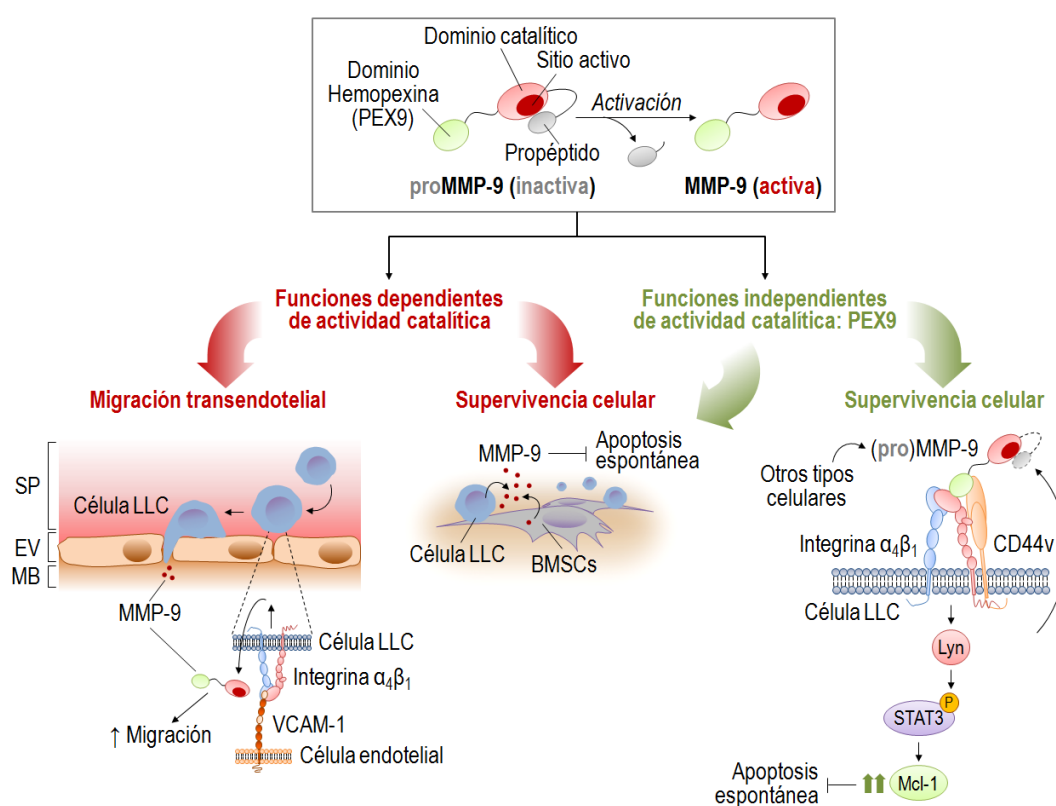 Dominio catalítico
Sitio activo
Dominio
Hemopexina
(PEX9)
Activación
Propéptido
proMMP-9 (inactiva)
MMP-9 (activa)
Funciones dependientes
de actividad catalítica
Funciones independientes
de actividad catalítica: PEX9
Migración transendotelial
Supervivencia celular
Supervivencia celular
SP
EV
MB
Célula LLC
MMP-9
Célula LLC
Integrina α4β1
VCAM-1
Célula endotelial
↑ Migración
MMP-9
Apoptosis
espontánea
Célula LLC
BMSCs
(pro)MMP-9
Otros tipos
celulares
Integrina α4β1
CD44v
Célula LLC
Lyn
P
STAT3
Mcl-1
Apoptosis
espontánea